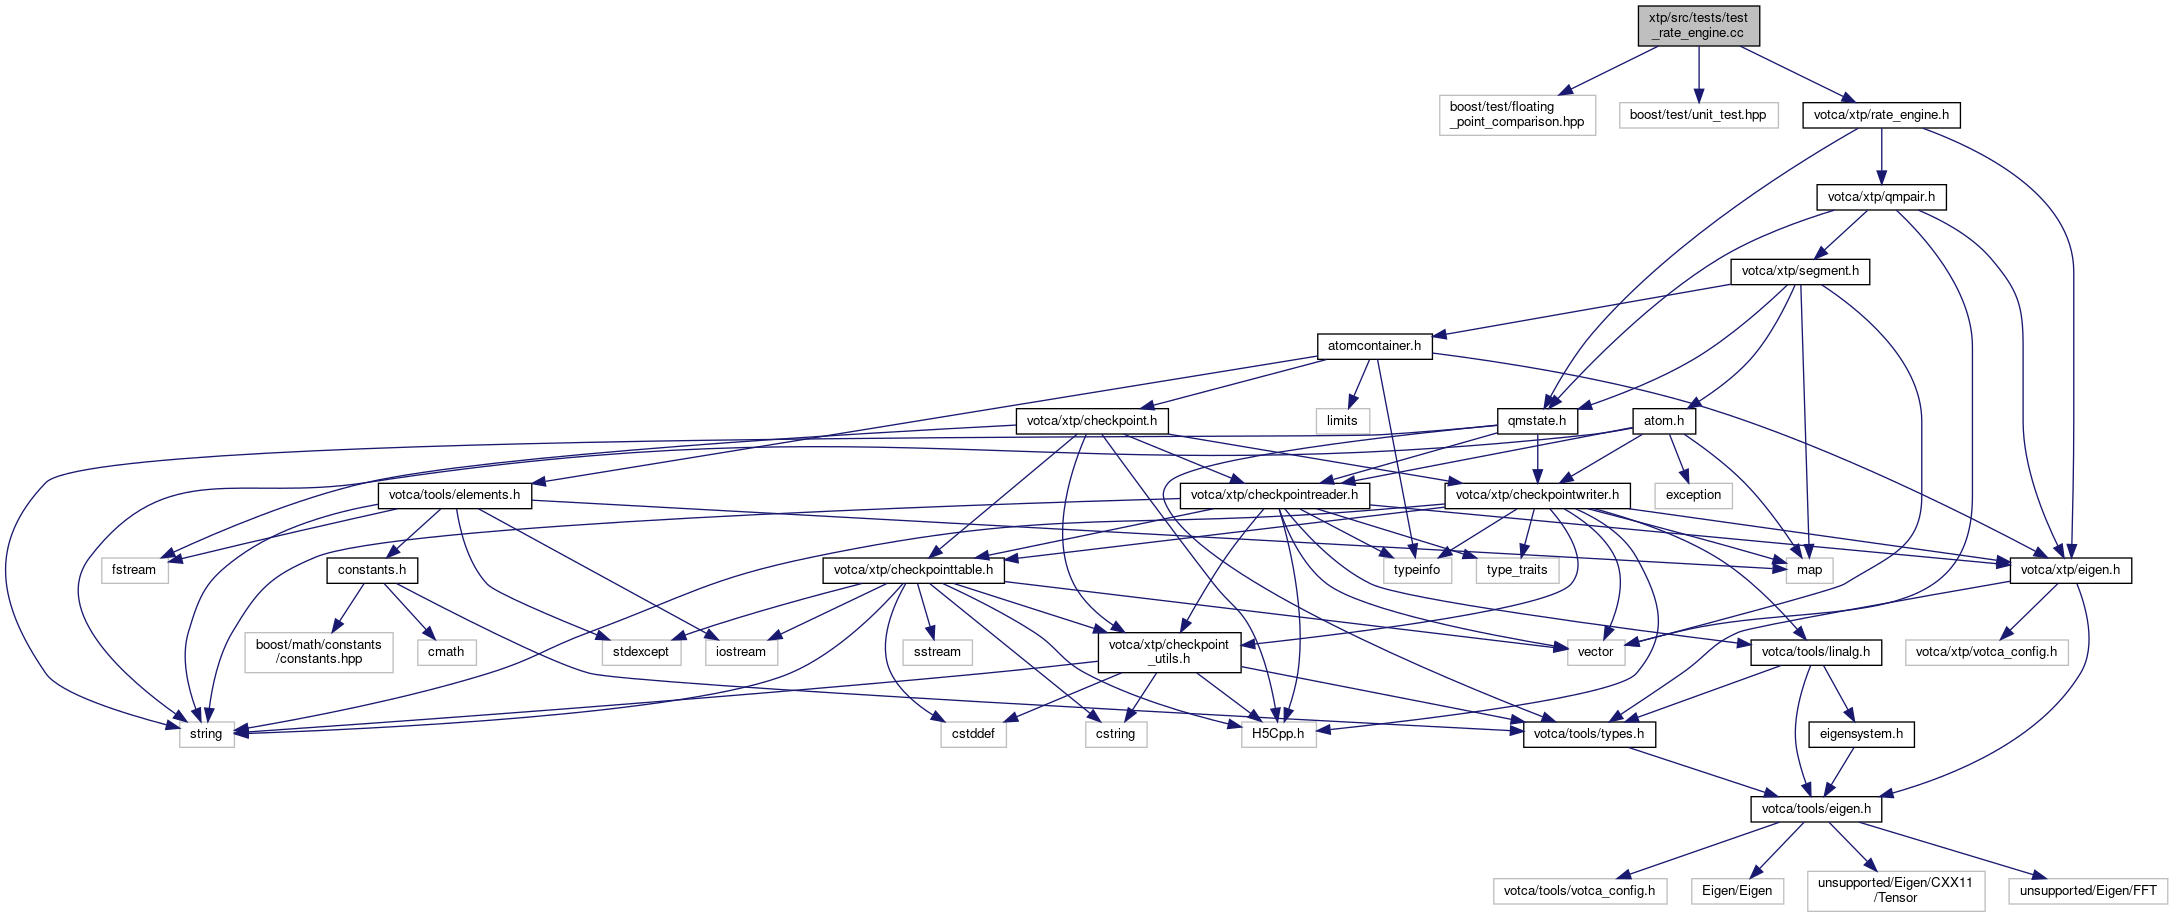 xtp/src/tests/test
_rate_engine.cc
boost/test/floating
_point_comparison.hpp
boost/test/unit_test.hpp
votca/xtp/rate_engine.h
votca/xtp/qmpair.h
votca/xtp/segment.h
atomcontainer.h
votca/xtp/checkpoint.h
limits
qmstate.h
atom.h
votca/tools/elements.h
votca/xtp/checkpointreader.h
votca/xtp/checkpointwriter.h
exception
fstream
constants.h
votca/xtp/checkpointtable.h
typeinfo
type_traits
map
votca/xtp/eigen.h
boost/math/constants
/constants.hpp
cmath
stdexcept
iostream
sstream
votca/xtp/checkpoint
_utils.h
vector
votca/tools/linalg.h
votca/xtp/votca_config.h
string
cstddef
cstring
H5Cpp.h
votca/tools/types.h
eigensystem.h
votca/tools/eigen.h
votca/tools/votca_config.h
Eigen/Eigen
unsupported/Eigen/CXX11
/Tensor
unsupported/Eigen/FFT